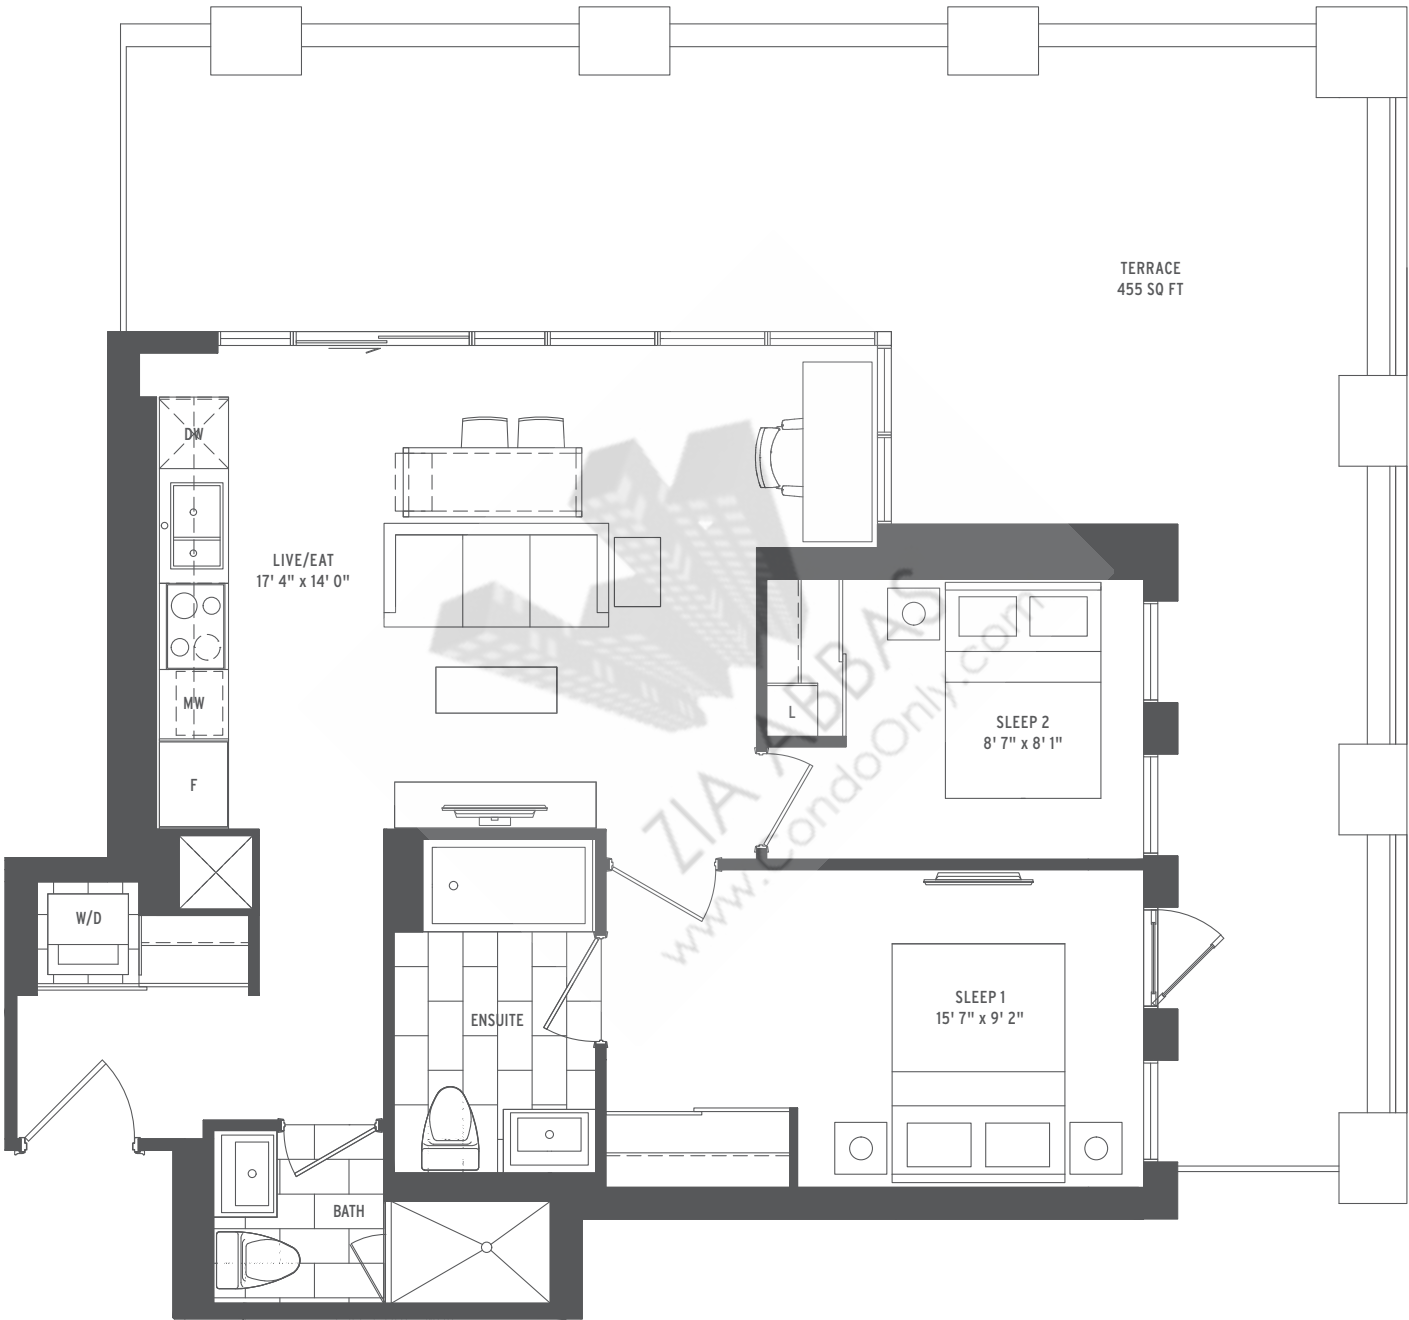 TERRACE
455 SQ FT
DW
LIVE/EAT
17' 4" x 14' 0"
MW
F
L
SLEEP 2
8' 7" x 8' 1"
ZIA ABBAS
www.CondoOnly.com
W/D
ENSUITE
SLEEP 1
15' 7" x 9' 2"
BATH